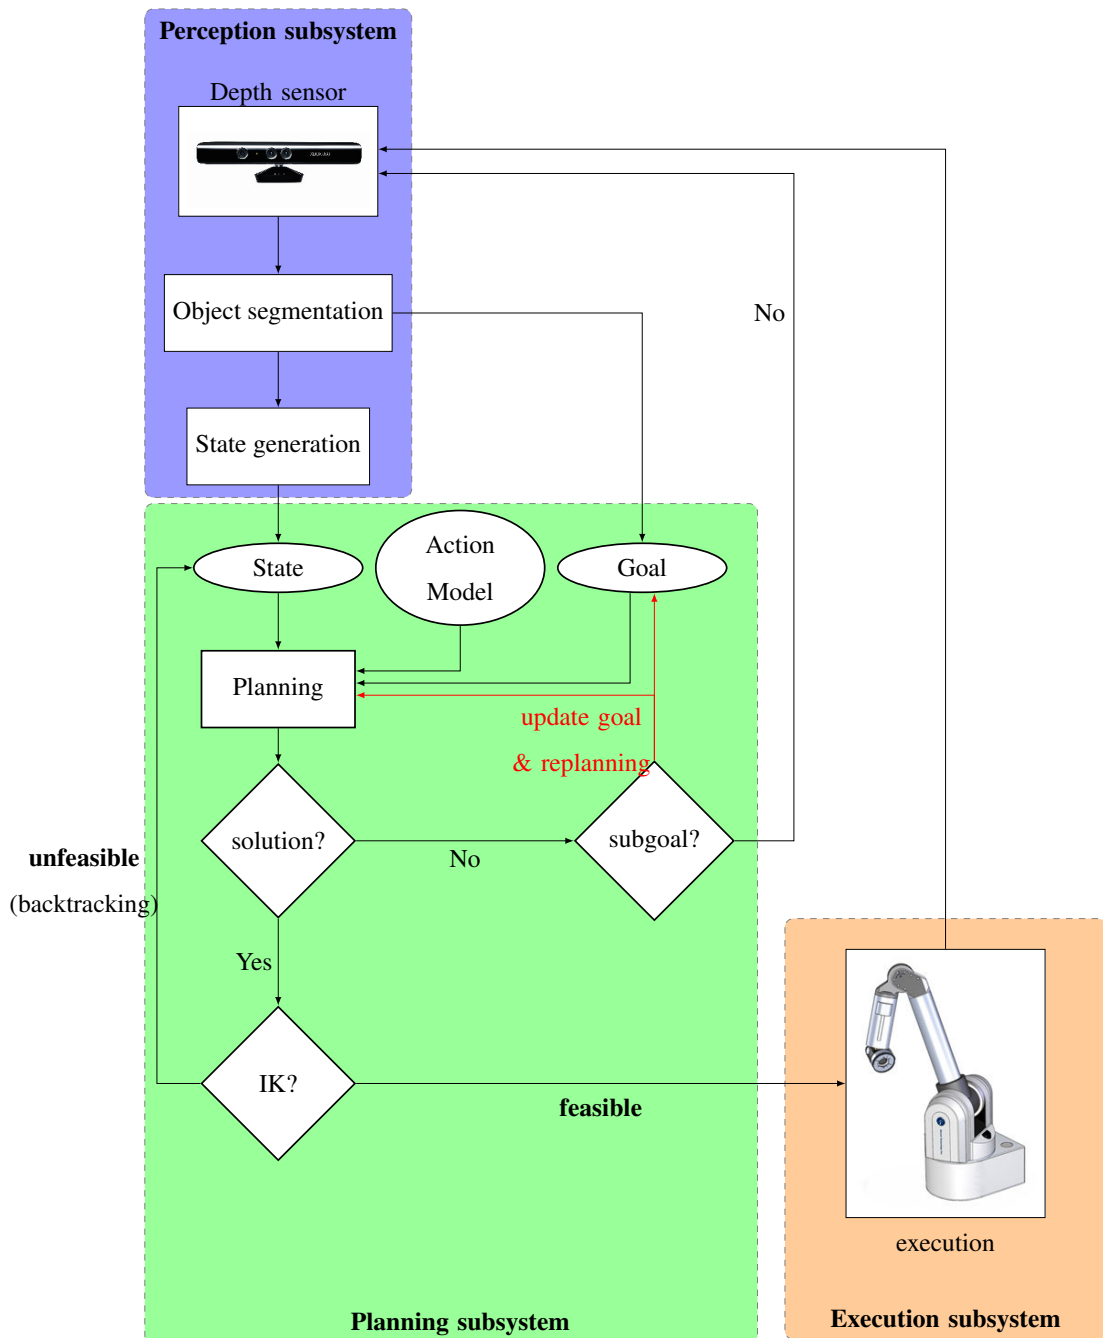 Perception subsystem
Depth sensor
Object segmentation
No
State generation
State
Action
Model
Goal
Planning
update goal
& replanning
solution?
No
subgoal?
unfeasible
(backtracking)
Yes
IK?
feasible
execution
Planning subsystem
Execution subsystem